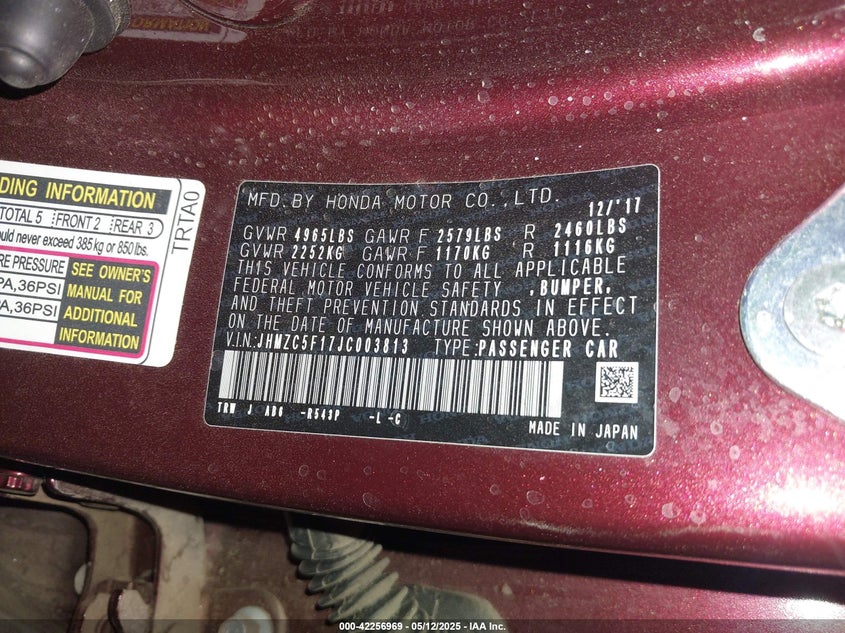 DING INFORMATION
TOTAL 5 FRONT 2 REAR 3
ould never exceed 385 kg or 850 lbs.
RE PRESSURE
PA, 36PSI
PA, 36PSI
SEE OWNER'S
MANUAL FOR
ADDITIONAL
INFORMATION
TRTA0
MFD. BY HONDA MOTOR CO., LTD. 12/'17
GVWR 4965LBS GAWR F 2579LBS R 2460LBS
GVWR 2252KG GAWR F 1170KG R 1116KG
THIS VEHICLE CONFORMS TO ALL APPLICABLE
FEDERAL MOTOR VEHICLE SAFETY ,BUMPER,
AND THEFT PREVENTION STANDARDS IN EFFECT
ON THE DATE OF MANUFACTURE SHOWN ABOVE.
V.I.N.:JHMZC5F17JC003813 TYPE:PASSENGER CAR
TRW J AB6 -R543P -L -C
MADE IN JAPAN
000-42256969 - 05/12/2025 - IAA Inc.